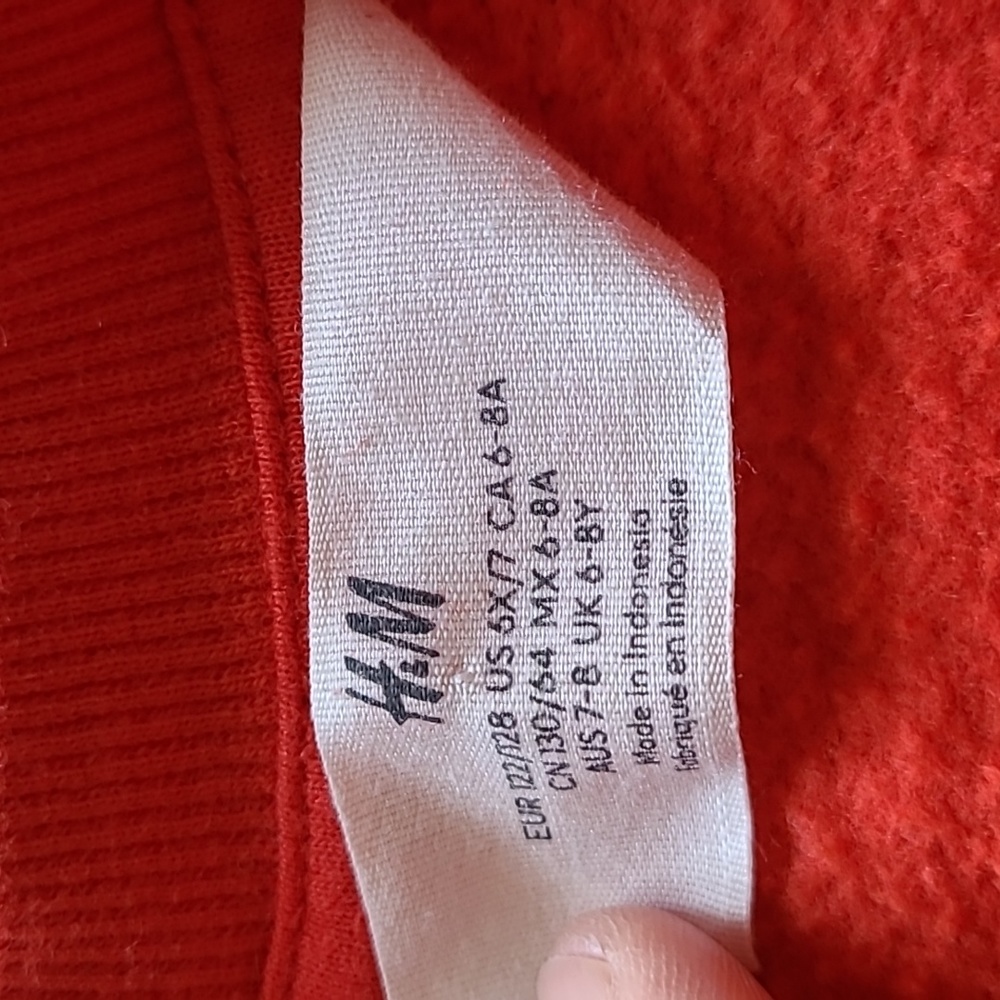 H&M
EUR 122/128 US 6X/7 CA 6-8A
CN 130/64 MX 6-8A
AUS 7-8 UK 6-8Y
Made in Indonesia
fabriqué en Indonésie